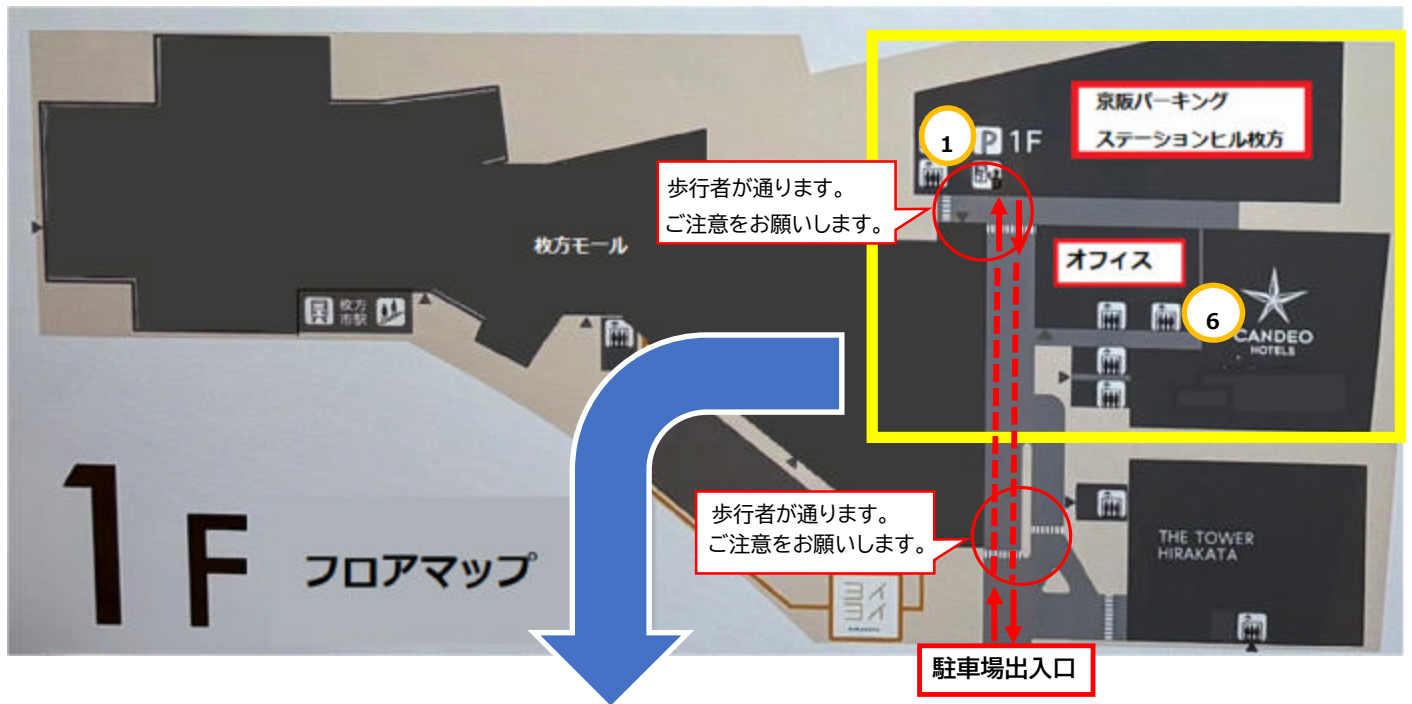 京阪パーキング
ステーションヒル枚方
1
P 1F
歩行者が通ります。
ご注意をお願いします。
枚方モール
オフィス
枚方
市駅
6
CANDEO
HOTELS
歩行者が通ります。
ご注意をお願いします。
THE TOWER
HIRAKATA
1F
フロアマップ
駐車場出入口